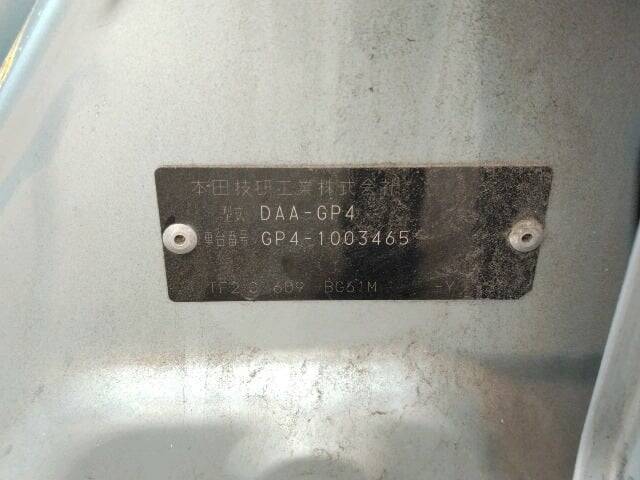 本田技研工業株式会社
型式 DAA-GP4
車台番号 GP4-1003465
609 BG61M -Y